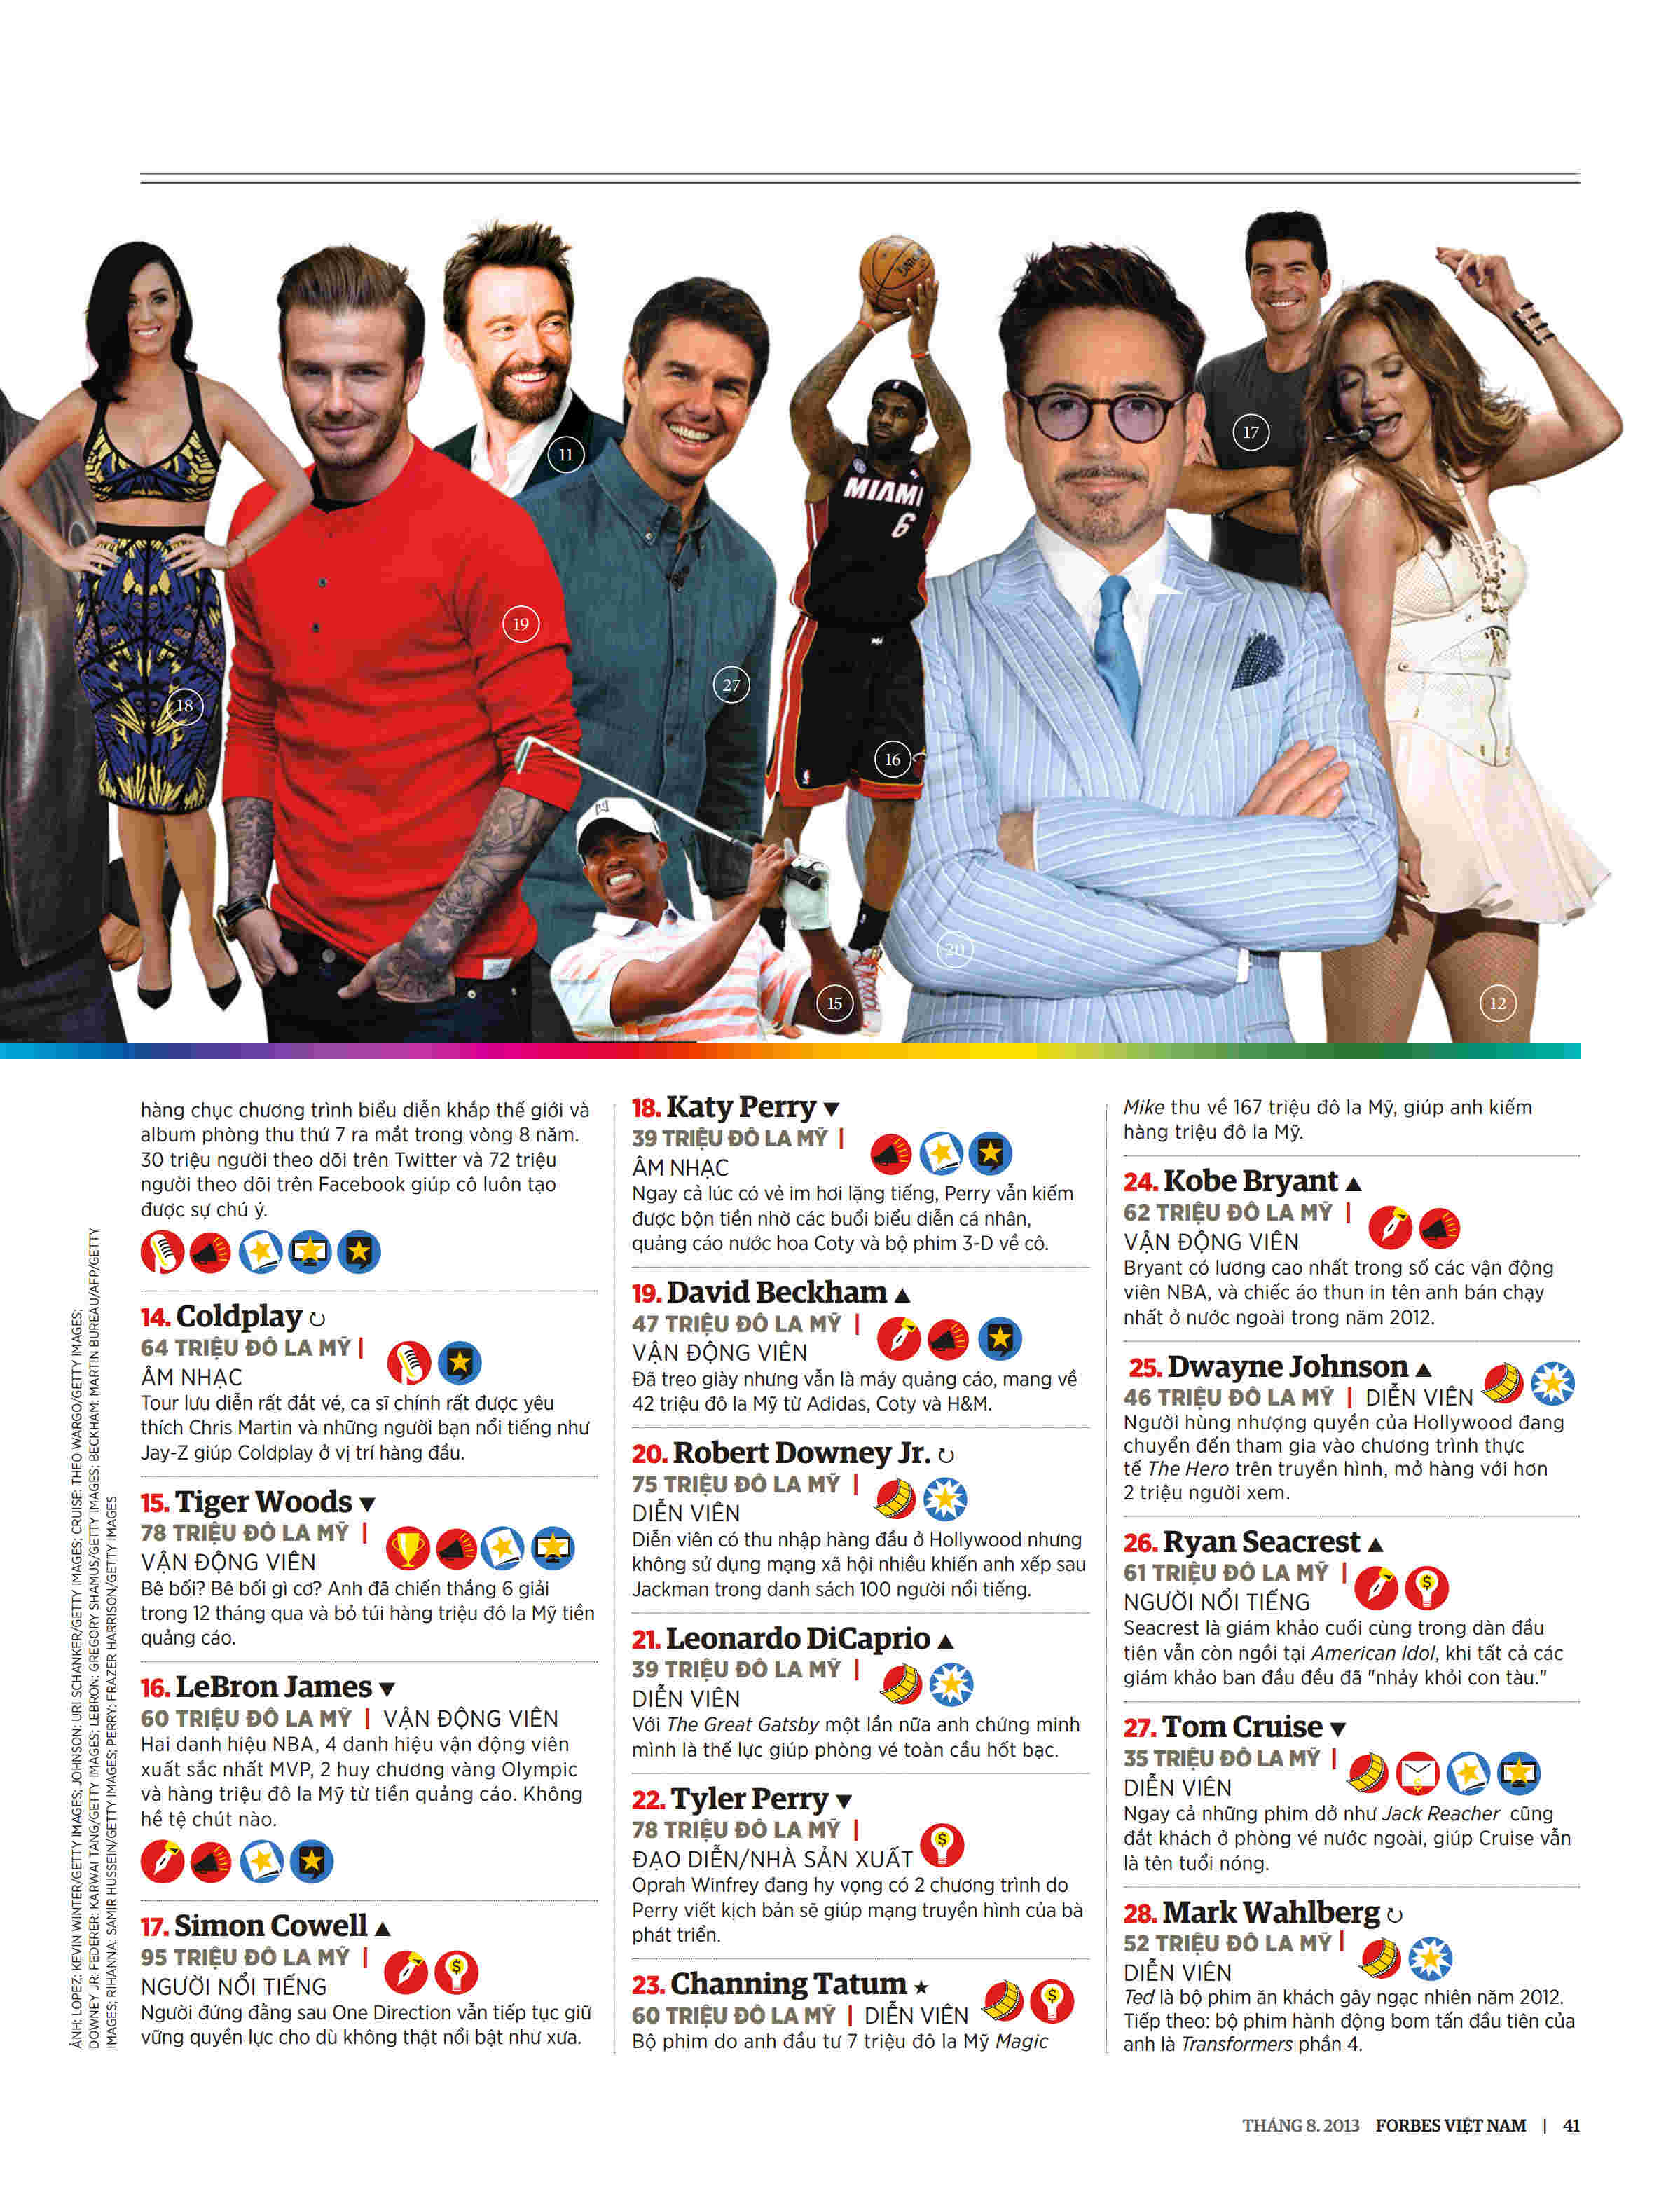 MIAMI
6
11
17
18
19
27
16
20
15
12
hàng chục chương trình biểu diễn khắp thế giới và
album phòng thu thứ 7 ra mắt trong vòng 8 năm.
30 triệu người theo dõi trên Twitter và 72 triệu
người theo dõi trên Facebook giúp cô luôn tạo
được sự chú ý.
14. Coldplay
64 TRIỆU ĐÔ LA MỸ |
ÂM NHẠC
Tour lưu diễn rất đắt vé, ca sĩ chính rất được yêu
thích Chris Martin và những người bạn nổi tiếng như
Jay-Z giúp Coldplay ở vị trí hàng đầu.
15. Tiger Woods ▼
78 TRIỆU ĐÔ LA MỸ |
VẬN ĐỘNG VIÊN
Bê bối? Bê bối gì cơ? Anh đã chiến thắng 6 giải
trong 12 tháng qua và bỏ túi hàng triệu đô la Mỹ tiền
quảng cáo.
16. LeBron James ▼
60 TRIỆU ĐÔ LA MỸ | VẬN ĐỘNG VIÊN
Hai danh hiệu NBA, 4 danh hiệu vận động viên
xuất sắc nhất MVP, 2 huy chương vàng Olympic
và hàng triệu đô la Mỹ từ tiền quảng cáo. Không
hề tệ chút nào.
17. Simon Cowell ▲
95 TRIỆU ĐÔ LA MỸ |
NGƯỜI NỔI TIẾNG
Người đứng đằng sau One Direction vẫn tiếp tục giữ
vững quyền lực cho dù không thật nổi bật như xưa.
18. Katy Perry ▼
39 TRIỆU ĐÔ LA MỸ |
ÂM NHẠC
Ngay cả lúc có vẻ im hơi lặng tiếng, Perry vẫn kiếm
được bộn tiền nhờ các buổi biểu diễn cá nhân,
quảng cáo nước hoa Coty và bộ phim 3-D về cô.
19. David Beckham ▲
47 TRIỆU ĐÔ LA MỸ |
VẬN ĐỘNG VIÊN
Đã treo giày nhưng vẫn là máy quảng cáo, mang về
42 triệu đô la Mỹ từ Adidas, Coty và H&M.
20. Robert Downey Jr.
75 TRIỆU ĐÔ LA MỸ |
DIỄN VIÊN
Diễn viên có thu nhập hàng đầu ở Hollywood nhưng
không sử dụng mạng xã hội nhiều khiến anh xếp sau
Jackman trong danh sách 100 người nổi tiếng.
21. Leonardo DiCaprio ▲
39 TRIỆU ĐÔ LA MỸ |
DIỄN VIÊN
Với The Great Gatsby một lần nữa anh chứng minh
mình là thế lực giúp phòng vé toàn cầu hốt bạc.
22. Tyler Perry ▼
78 TRIỆU ĐÔ LA MỸ |
ĐẠO DIỄN/NHÀ SẢN XUẤT
Oprah Winfrey đang hy vọng có 2 chương trình do
Perry viết kịch bản sẽ giúp mạng truyền hình của bà
phát triển.
23. Channing Tatum ★
60 TRIỆU ĐÔ LA MỸ | DIỄN VIÊN
Bộ phim do anh đầu tư 7 triệu đô la Mỹ Magic
Mike thu về 167 triệu đô la Mỹ, giúp anh kiếm
hàng triệu đô la Mỹ.
24. Kobe Bryant ▲
62 TRIỆU ĐÔ LA MỸ |
VẬN ĐỘNG VIÊN
Bryant có lương cao nhất trong số các vận động
viên NBA, và chiếc áo thun in tên anh bán chạy
nhất ở nước ngoài trong năm 2012.
25. Dwayne Johnson ▲
46 TRIỆU ĐÔ LA MỸ | DIỄN VIÊN
Người hùng nhượng quyền của Hollywood đang
chuyển đến tham gia vào chương trình thực
tế The Hero trên truyền hình, mở hàng với hơn
2 triệu người xem.
26. Ryan Seacrest ▲
61 TRIỆU ĐÔ LA MỸ |
NGƯỜI NỔI TIẾNG
Seacrest là giám khảo cuối cùng trong dàn đầu
tiên vẫn còn ngồi tại American Idol, khi tất cả các
giám khảo ban đầu đều đã "nhảy khỏi con tàu."
27. Tom Cruise ▼
35 TRIỆU ĐÔ LA MỸ |
DIỄN VIÊN
Ngay cả những phim dở như Jack Reacher cũng
đắt khách ở phòng vé nước ngoài, giúp Cruise vẫn
là tên tuổi nóng.
28. Mark Wahlberg
52 TRIỆU ĐÔ LA MỸ |
DIỄN VIÊN
Ted là bộ phim ăn khách gây ngạc nhiên năm 2012.
Tiếp theo: bộ phim hành động bom tấn đầu tiên của
anh là Transformers phần 4.
ẢNH: LOPEZ: KEVIN WINTER/GETTY IMAGES; JOHNSON: URI SCHANKER/GETTY IMAGES; CRUISE: THEO WARGO/GETTY IMAGES;
DOWNEY JR: FEDERER: KARWAI TANG/GETTY IMAGES; LEBRON: GREGORY SHAMUS/GETTY IMAGES; BECKHAM: MARTIN BUREAU/AFP/GETTY
IMAGES; RIHANNA: SAMIR HUSSEIN/GETTY IMAGES; PERRY: FRAZER HARRISON/GETTY IMAGES
THÁNG 8. 2013 FORBES VIỆT NAM | 41